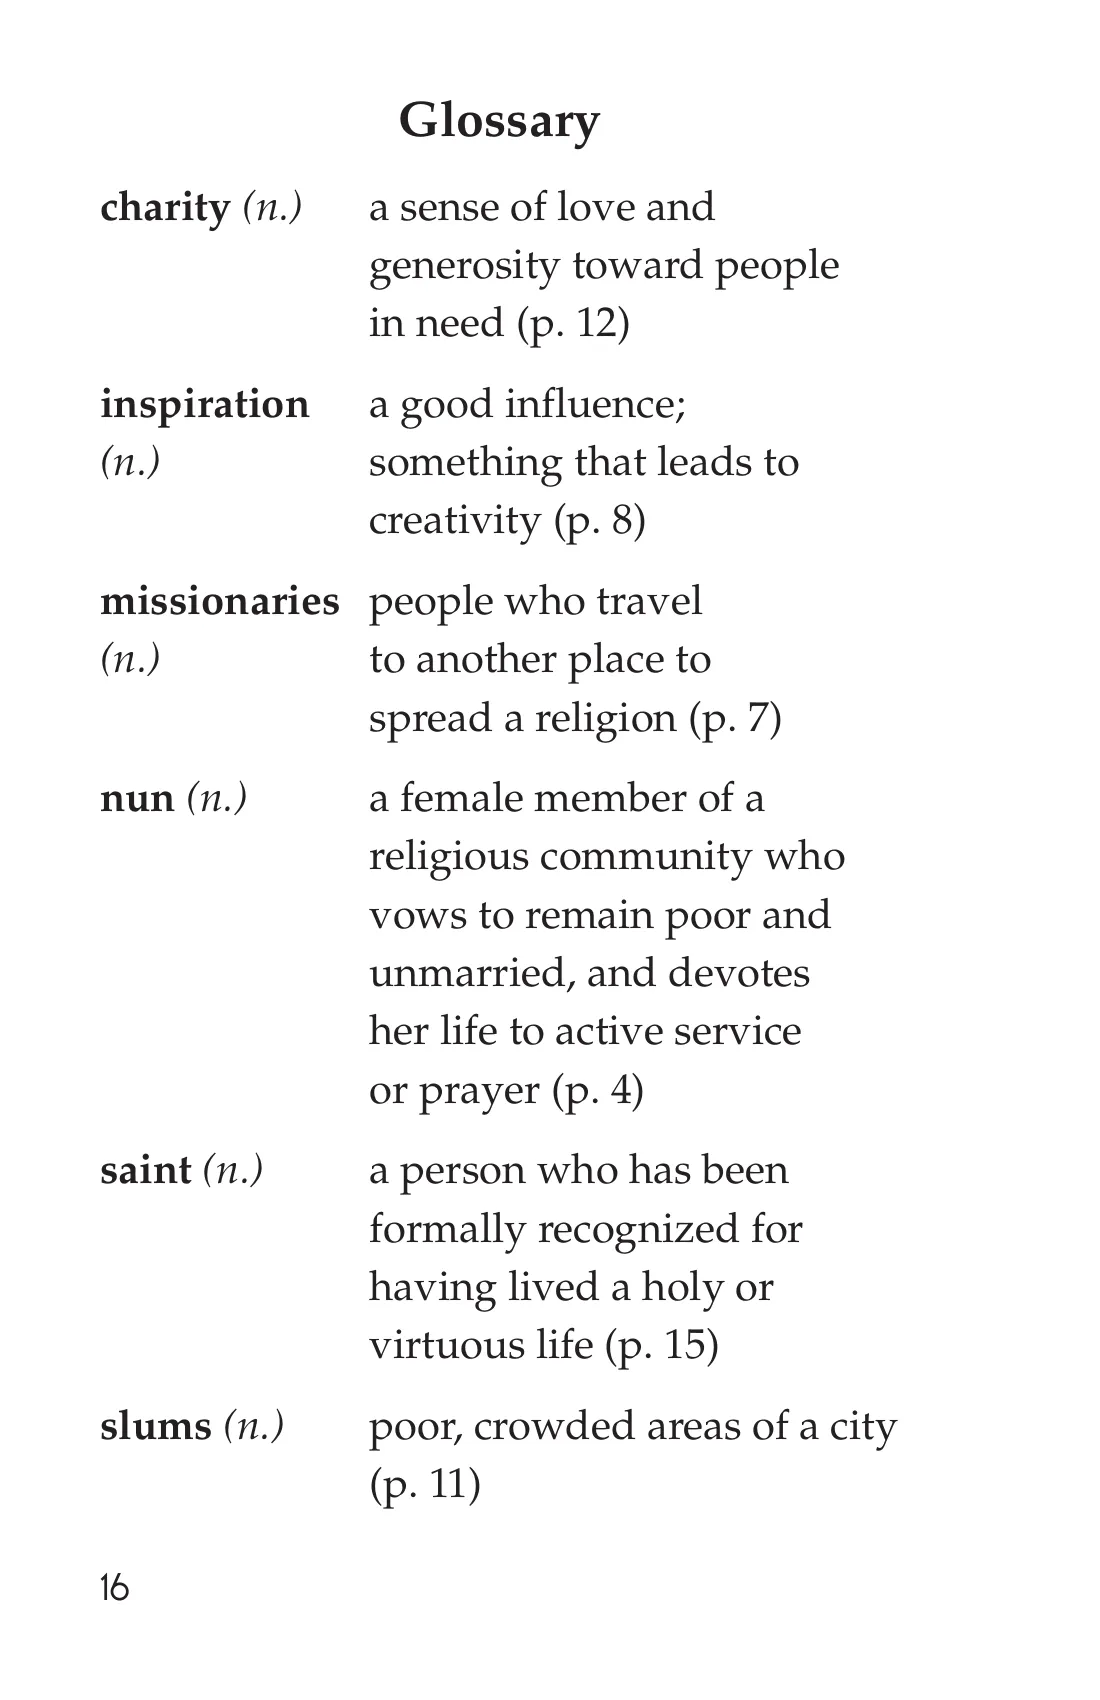 Glossary
charity (n.) a sense of love and
generosity toward people
in need (p. 12)
inspiration a good influence;
(n.) something that leads to
creativity (p. 8)
missionaries people who travel
(n.) to another place to
spread a religion (p. 7)
nun (n.) a female member of a
religious community who
vows to remain poor and
unmarried, and devotes
her life to active service
or prayer (p. 4)
saint (n.) a person who has been
formally recognized for
having lived a holy or
virtuous life (p. 15)
slums (n.) poor, crowded areas of a city
(p. 11)
16